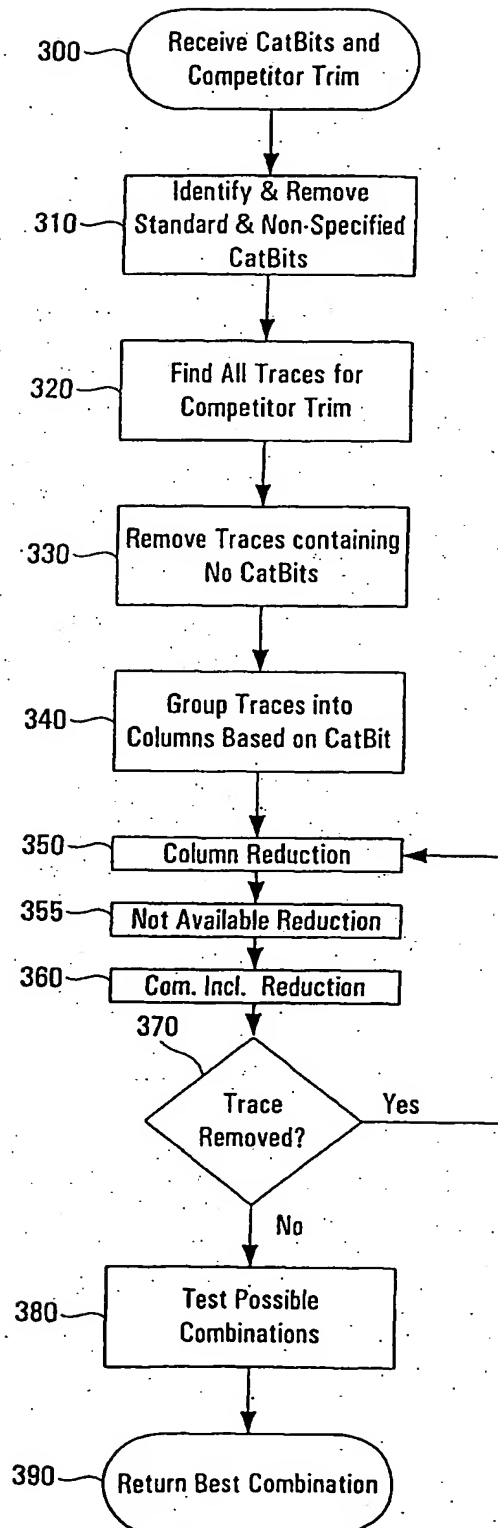 300
Receive CatBits and
Competitor Trim
310
Identify & Remove
Standard & Non-Specified
CatBits
320
Find All Traces for
Competitor Trim
330
Remove Traces containing
No CatBits
340
Group Traces into
Columns Based on CatBit
350
Column Reduction
355
Not Available Reduction
360
Com. Incl. Reduction
370
Trace
Removed?
Yes
No
380
Test Possible
Combinations
390
Return Best Combination